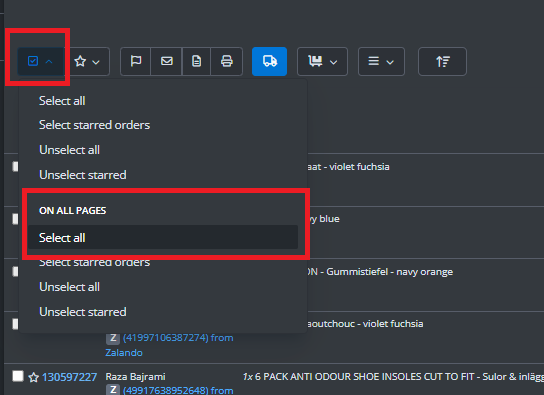 Select all
Select starred orders
Unselect all
Unselect starred
aat - violet fuchsia
ON ALL PAGES
vy blue
Select all
Select starred orders
ON - Gummistiefel - navy orange
Unselect all
Unselect starred
aoutchouc - violet fuchsia
Z (41997106387274) from
Zalando
130597227 Raza Bajrami 1x 6 PACK ANTI ODOUR SHOE INSOLES CUT TO FIT - Sulor & inlägg
Z (49917638952648) from